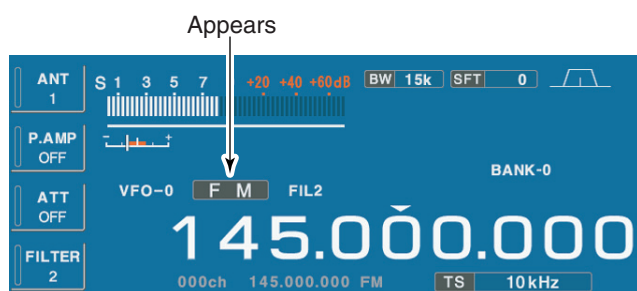 Appears
ANT
1
S 1 3 5 7 +20 +40 +60dB
BW 15k SFT 0
P.AMP
OFF
- +
BANK-0
ATT
OFF
VFO-0 F M FIL2
145.000.000
FILTER
2
000ch 145.000.000 FM TS 10kHz